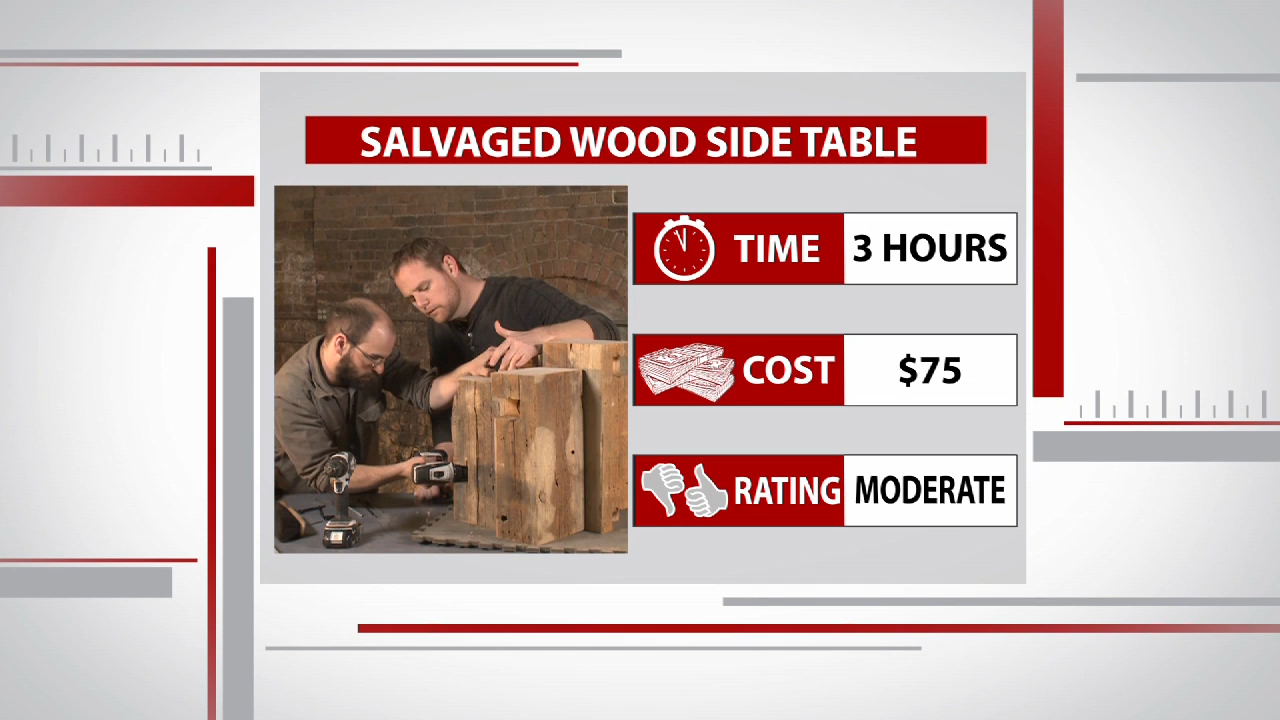 SALVAGED WOOD SIDE TABLE
TIME 3 HOURS
COST $75
RATING MODERATE